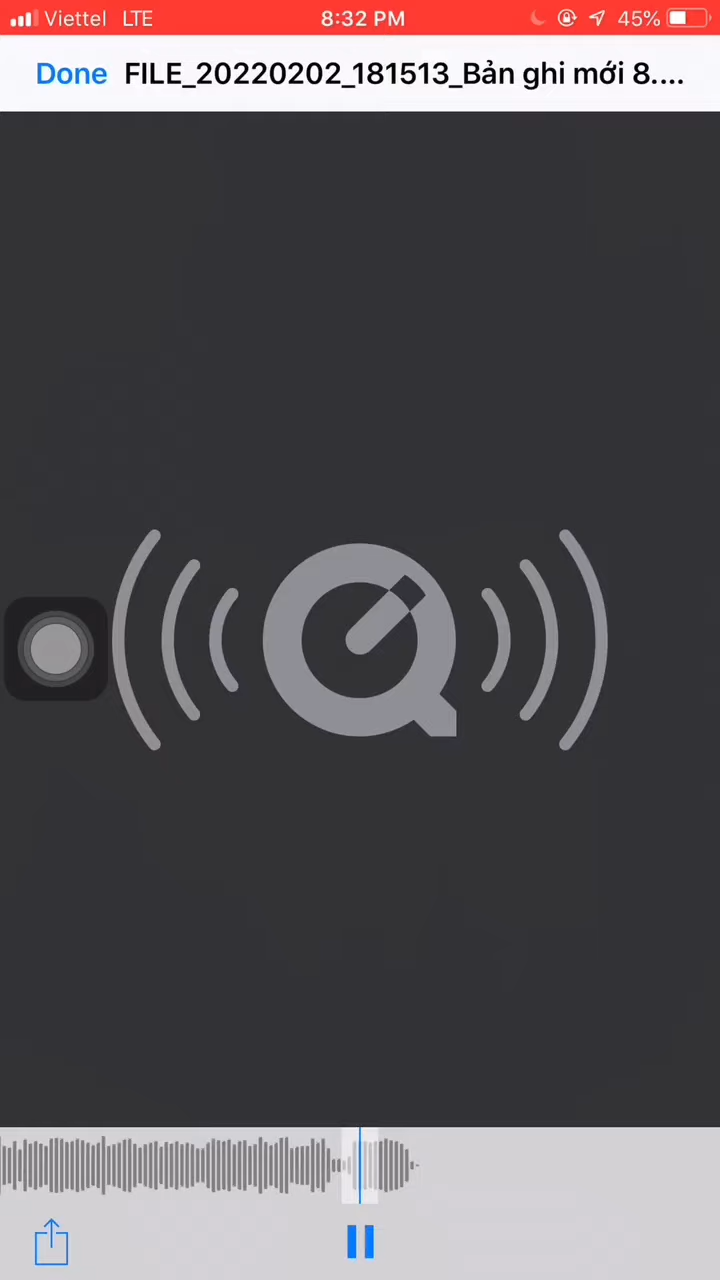 Viettel LTE 8:32 PM 45%
Done FILE_20220202_181513_Bản ghi mới 8....